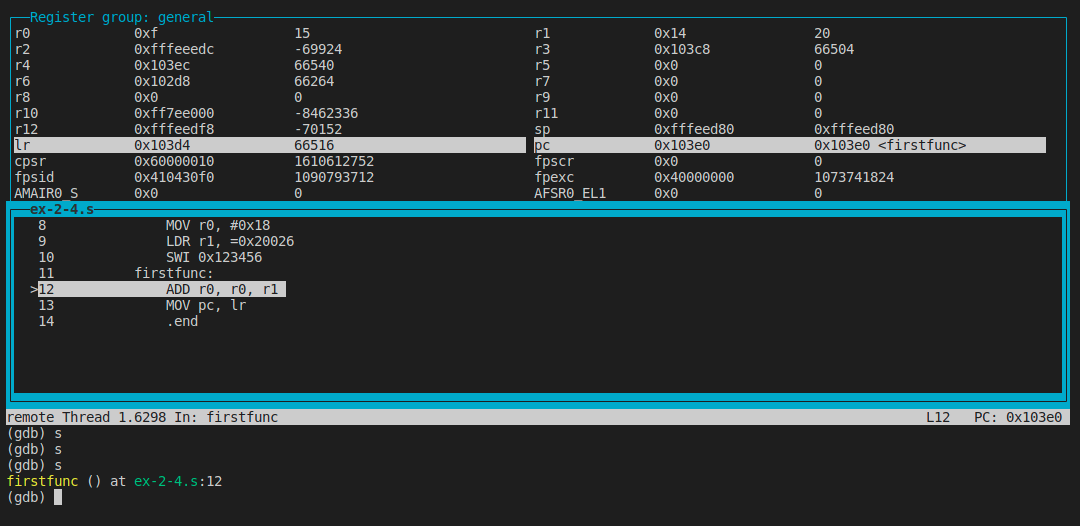 Register group: general
r0 0xf 15 r1 0x14 20
r2 0xfffeeedc -69924 r3 0x103c8 66504
r4 0x103ec 66540 r5 0x0 0
r6 0x102d8 66264 r7 0x0 0
r8 0x0 0 r9 0x0 0
r10 0xff7ee000 -8462336 r11 0x0 0
r12 0xfffeedf8 -70152 sp 0xfffeed80 0xfffeed80
lr 0x103d4 66516 pc 0x103e0 0x103e0 <firstfunc>
cpsr 0x60000010 1610612752 fpscr 0x0 0
fpsid 0x410430f0 1090793712 fpexc 0x40000000 1073741824
AMAIR0_S 0x0 0 AFSR0_EL1 0x0 0
ex-2-4.s
8 MOV r0, #0x18
9 LDR r1, =0x20026
10 SWI 0x123456
11 firstfunc:
>12 ADD r0, r0, r1
13 MOV pc, lr
14 .end
remote Thread 1.6298 In: firstfunc L12 PC: 0x103e0
(gdb) s
(gdb) s
(gdb) s
firstfunc () at ex-2-4.s:12
(gdb)